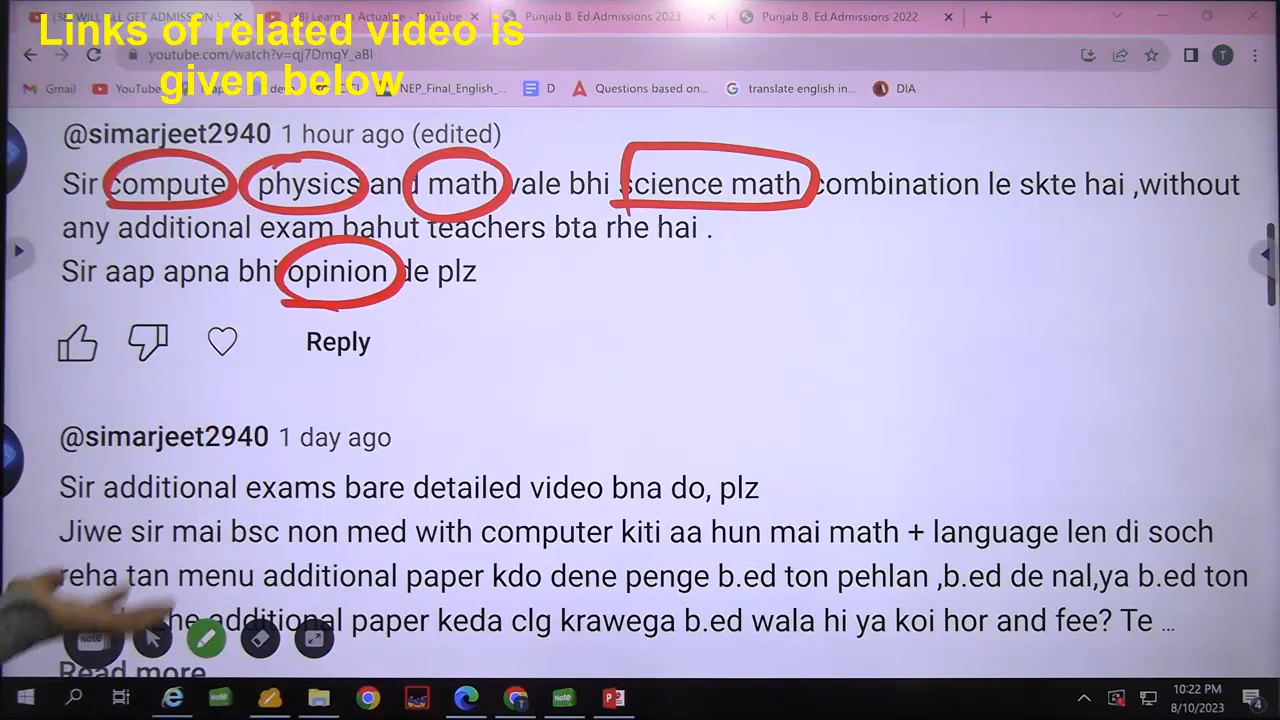 Links of related video is
given below
(38) Learn to Actualize - YouTube
Punjab B. Ed.Admissions 2023
Punjab B. Ed.Admissions 2022
youtube.com/watch?v=qj7DmgY_aBI
T
Gmail
YouTube
NEP_Final_English_...
D
Questions based on...
translate english in...
DIA
@simarjeet2940 1 hour ago (edited)
Sir compute physics and math vale bhi science math combination le skte hai ,without
any additional exam bahut teachers bta rhe hai .
Sir aap apna bhi opinion de plz
Reply
@simarjeet2940 1 day ago
Sir additional exams bare detailed video bna do, plz
Jiwe sir mai bsc non med with computer kiti aa hun mai math + language len di soch
reha tan menu additional paper kdo dene penge b.ed ton pehlan ,b.ed de nal,ya b.ed ton
additional paper keda clg krawega b.ed wala hi ya koi hor and fee? Te ...
Note
Read more
10:22 PM
8/10/2023
4